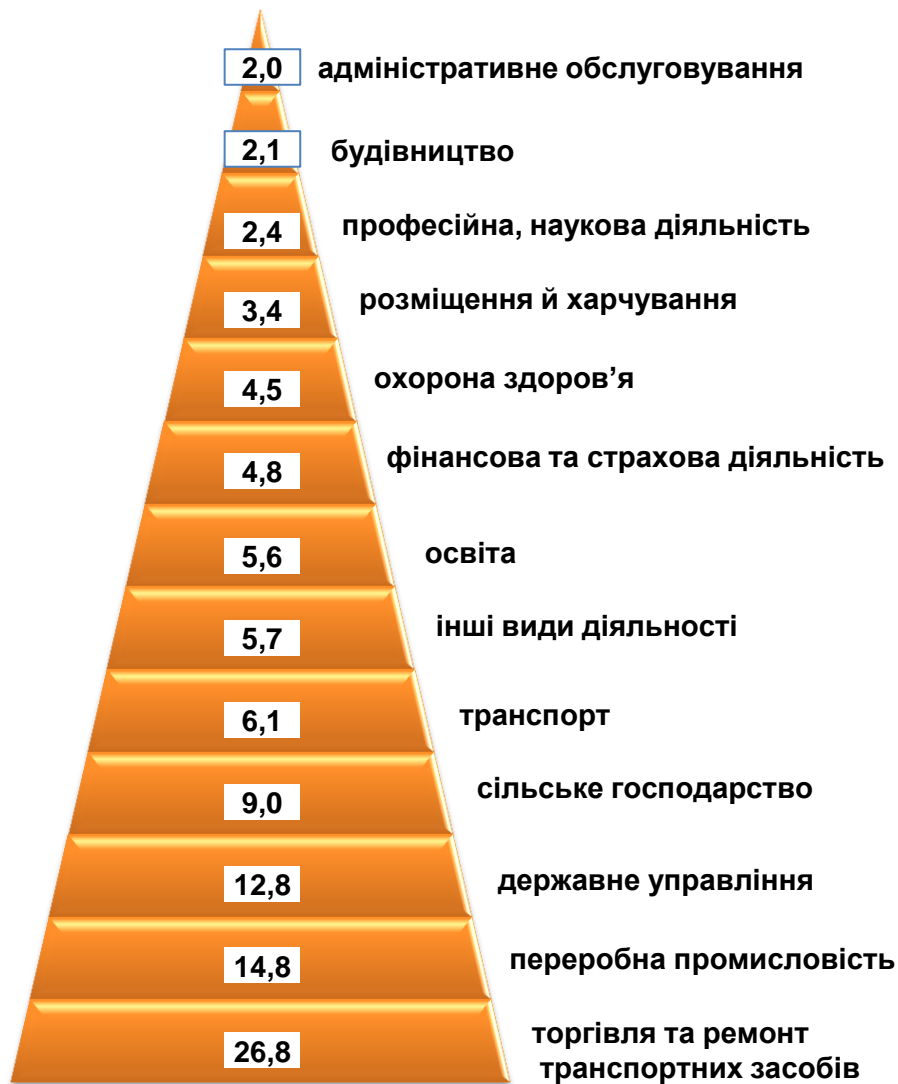 2,0 адміністративне обслуговування
2,1 будівництво
2,4 професійна, наукова діяльність
3,4 розміщення й харчування
4,5 охорона здоров’я
4,8 фінансова та страхова діяльність
5,6 освіта
5,7 інші види діяльності
6,1 транспорт
9,0 сільське господарство
12,8 державне управління
14,8 переробна промисловість
26,8 торгівля та ремонт
транспортних засобів